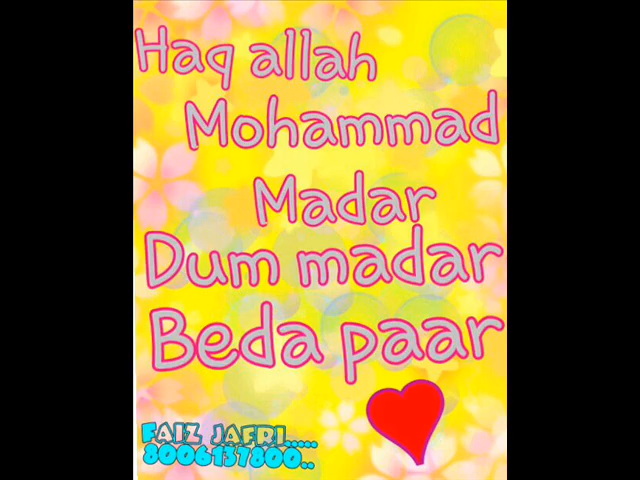 Haq allah
Mohammad
Madar
Dum madar
Beda paar
FAIZ JAFRI.....
8006137800..